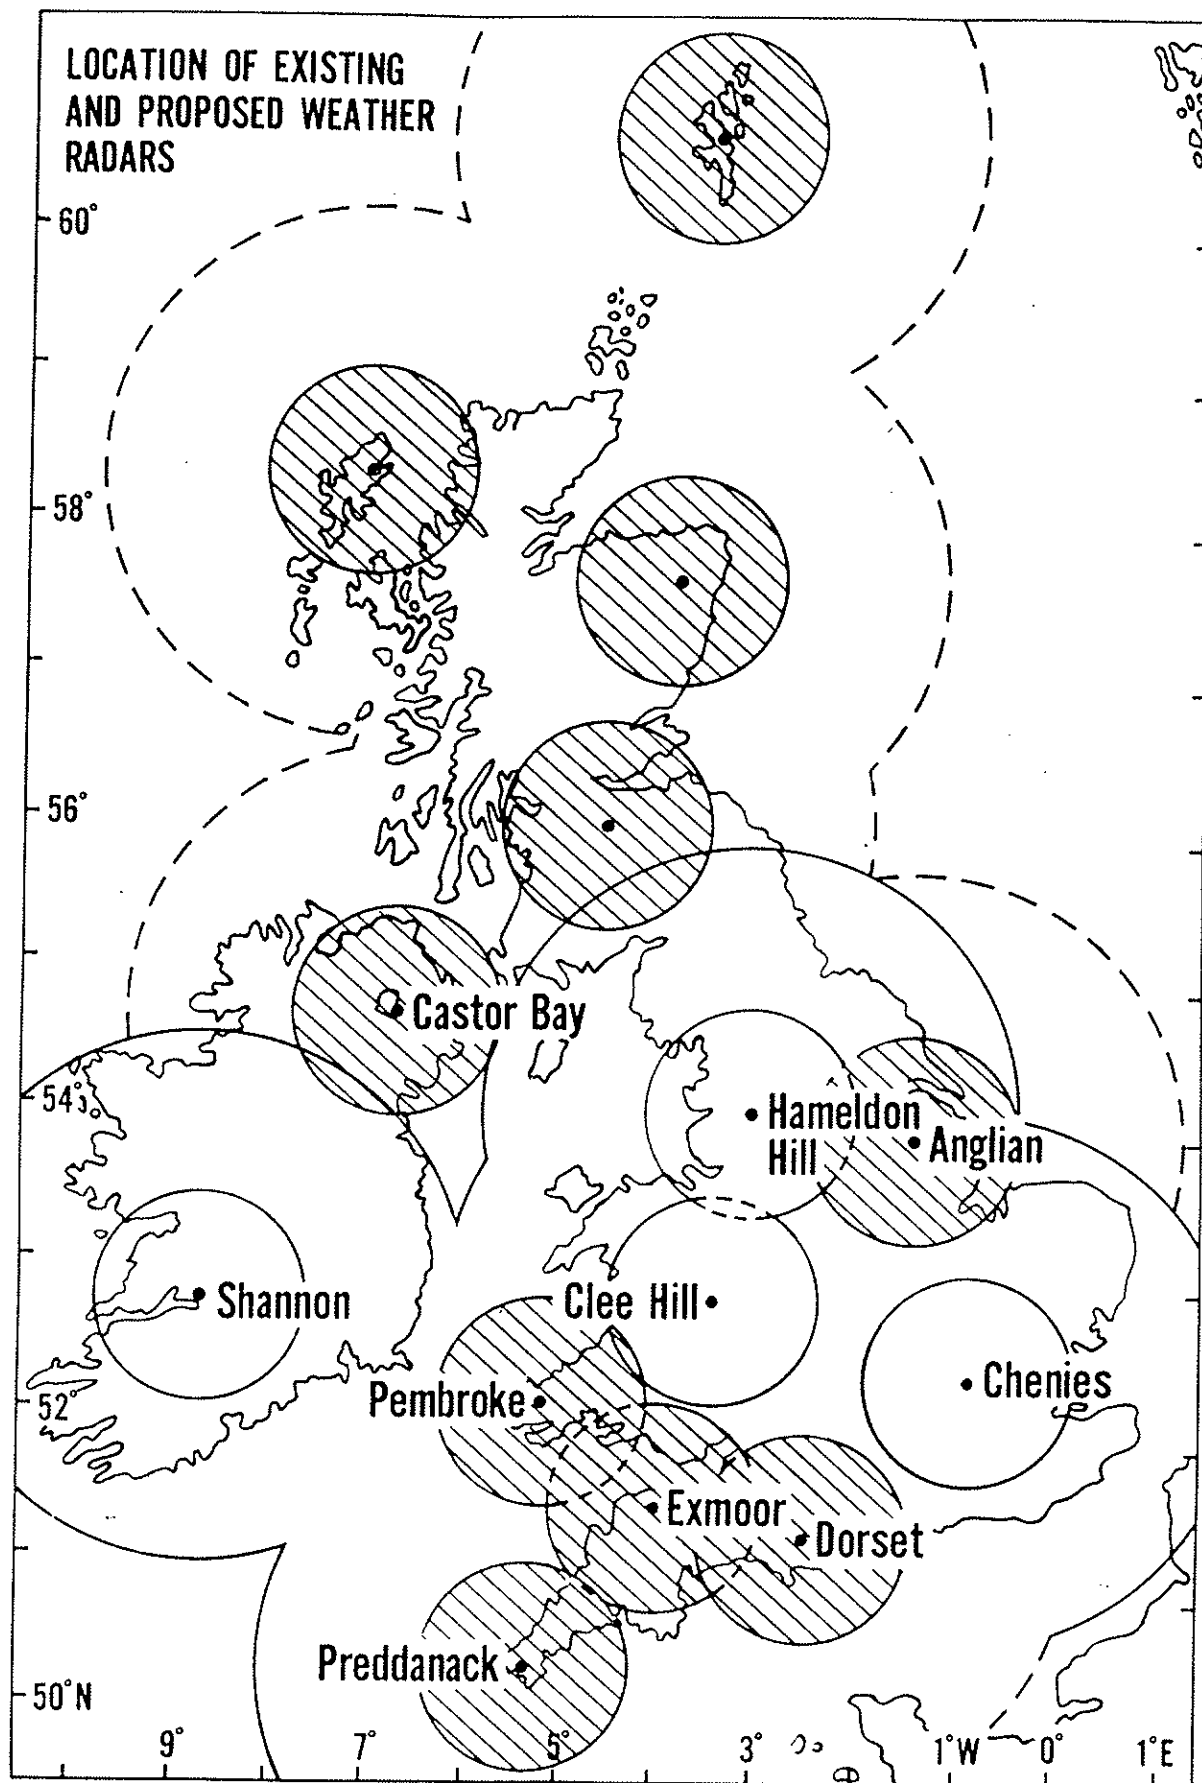 LOCATION OF EXISTING
AND PROPOSED WEATHER
RADARS
60°
58°
56°
Castor Bay
54°
Hameldon
Hill
Anglian
Shannon
Clee Hill
Chenies
52°
Pembroke
Exmoor
Dorset
Preddanack
50°N
9°
7°
5°
3°
1°W
0°
1°E